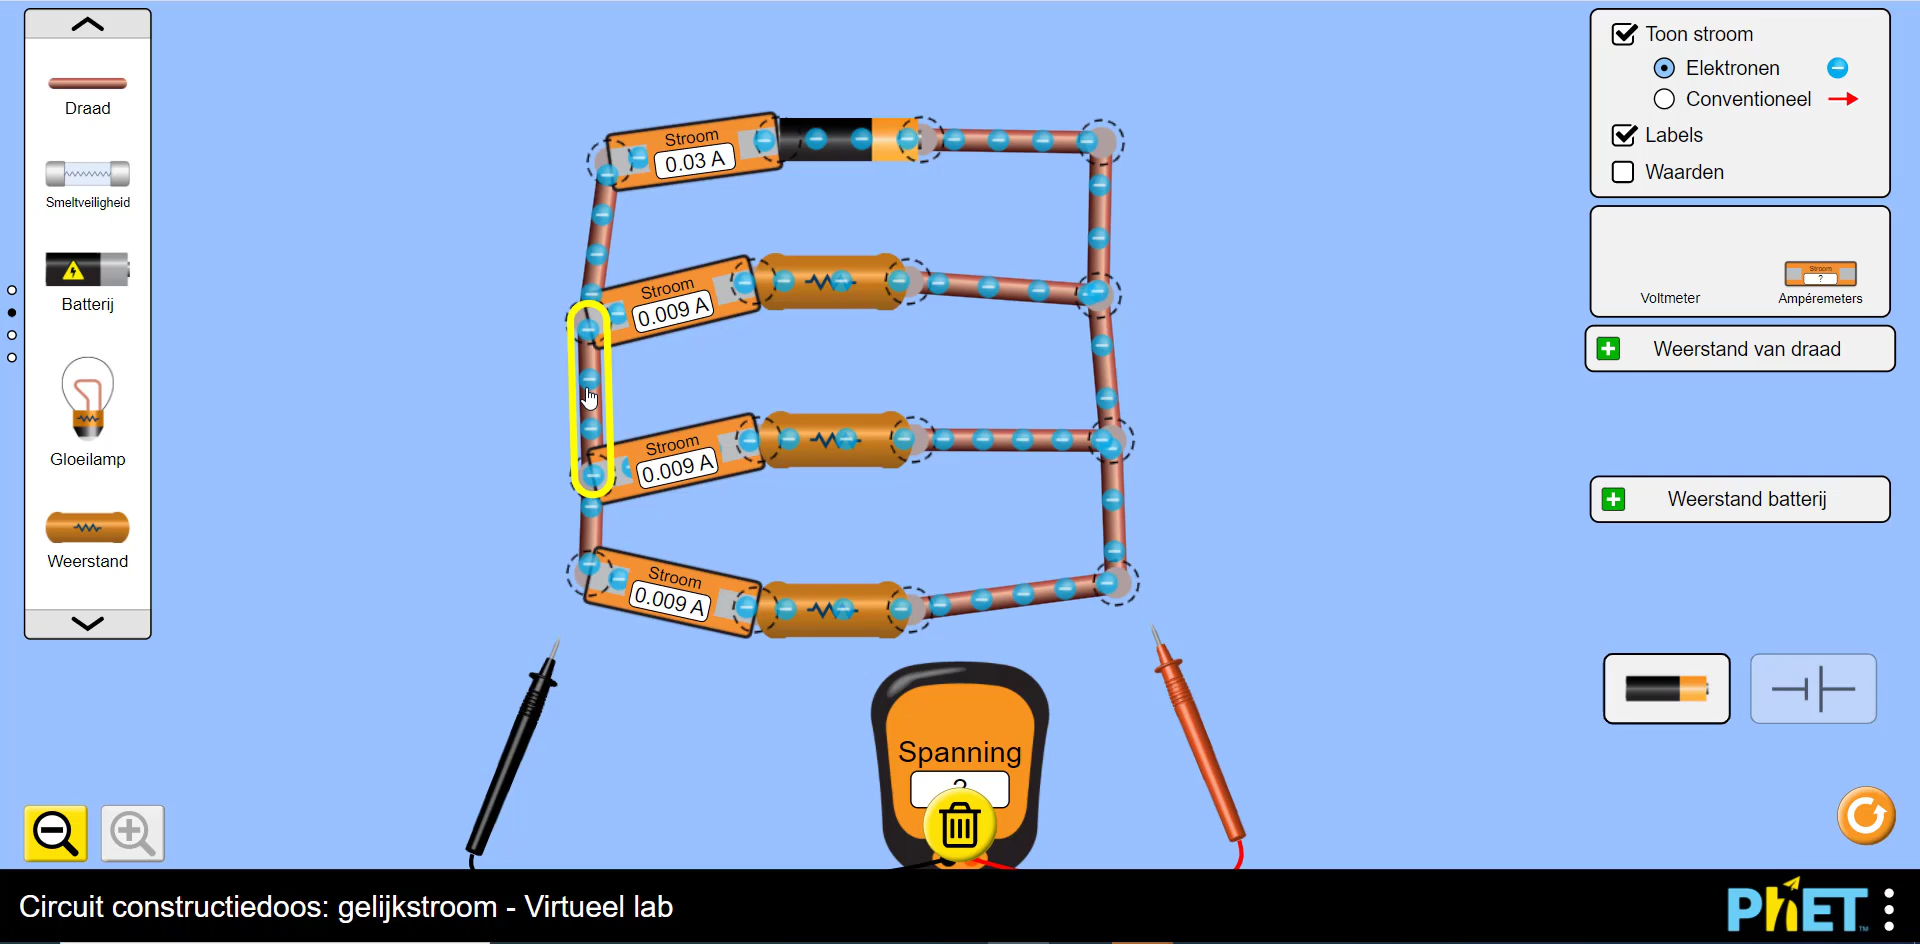 Draad
Smeltveiligheid
Batterij
Gloeilamp
Weerstand
Stroom
0.03 A
Stroom
0.009 A
Stroom
0.009 A
Stroom
0.009 A
Spanning
?
Toon stroom
Elektronen
Conventioneel
Labels
Waarden
Stroom
?
Voltmeter
Ampéremeters
Weerstand van draad
Weerstand batterij
Circuit constructiedoos: gelijkstroom - Virtueel lab
PhET